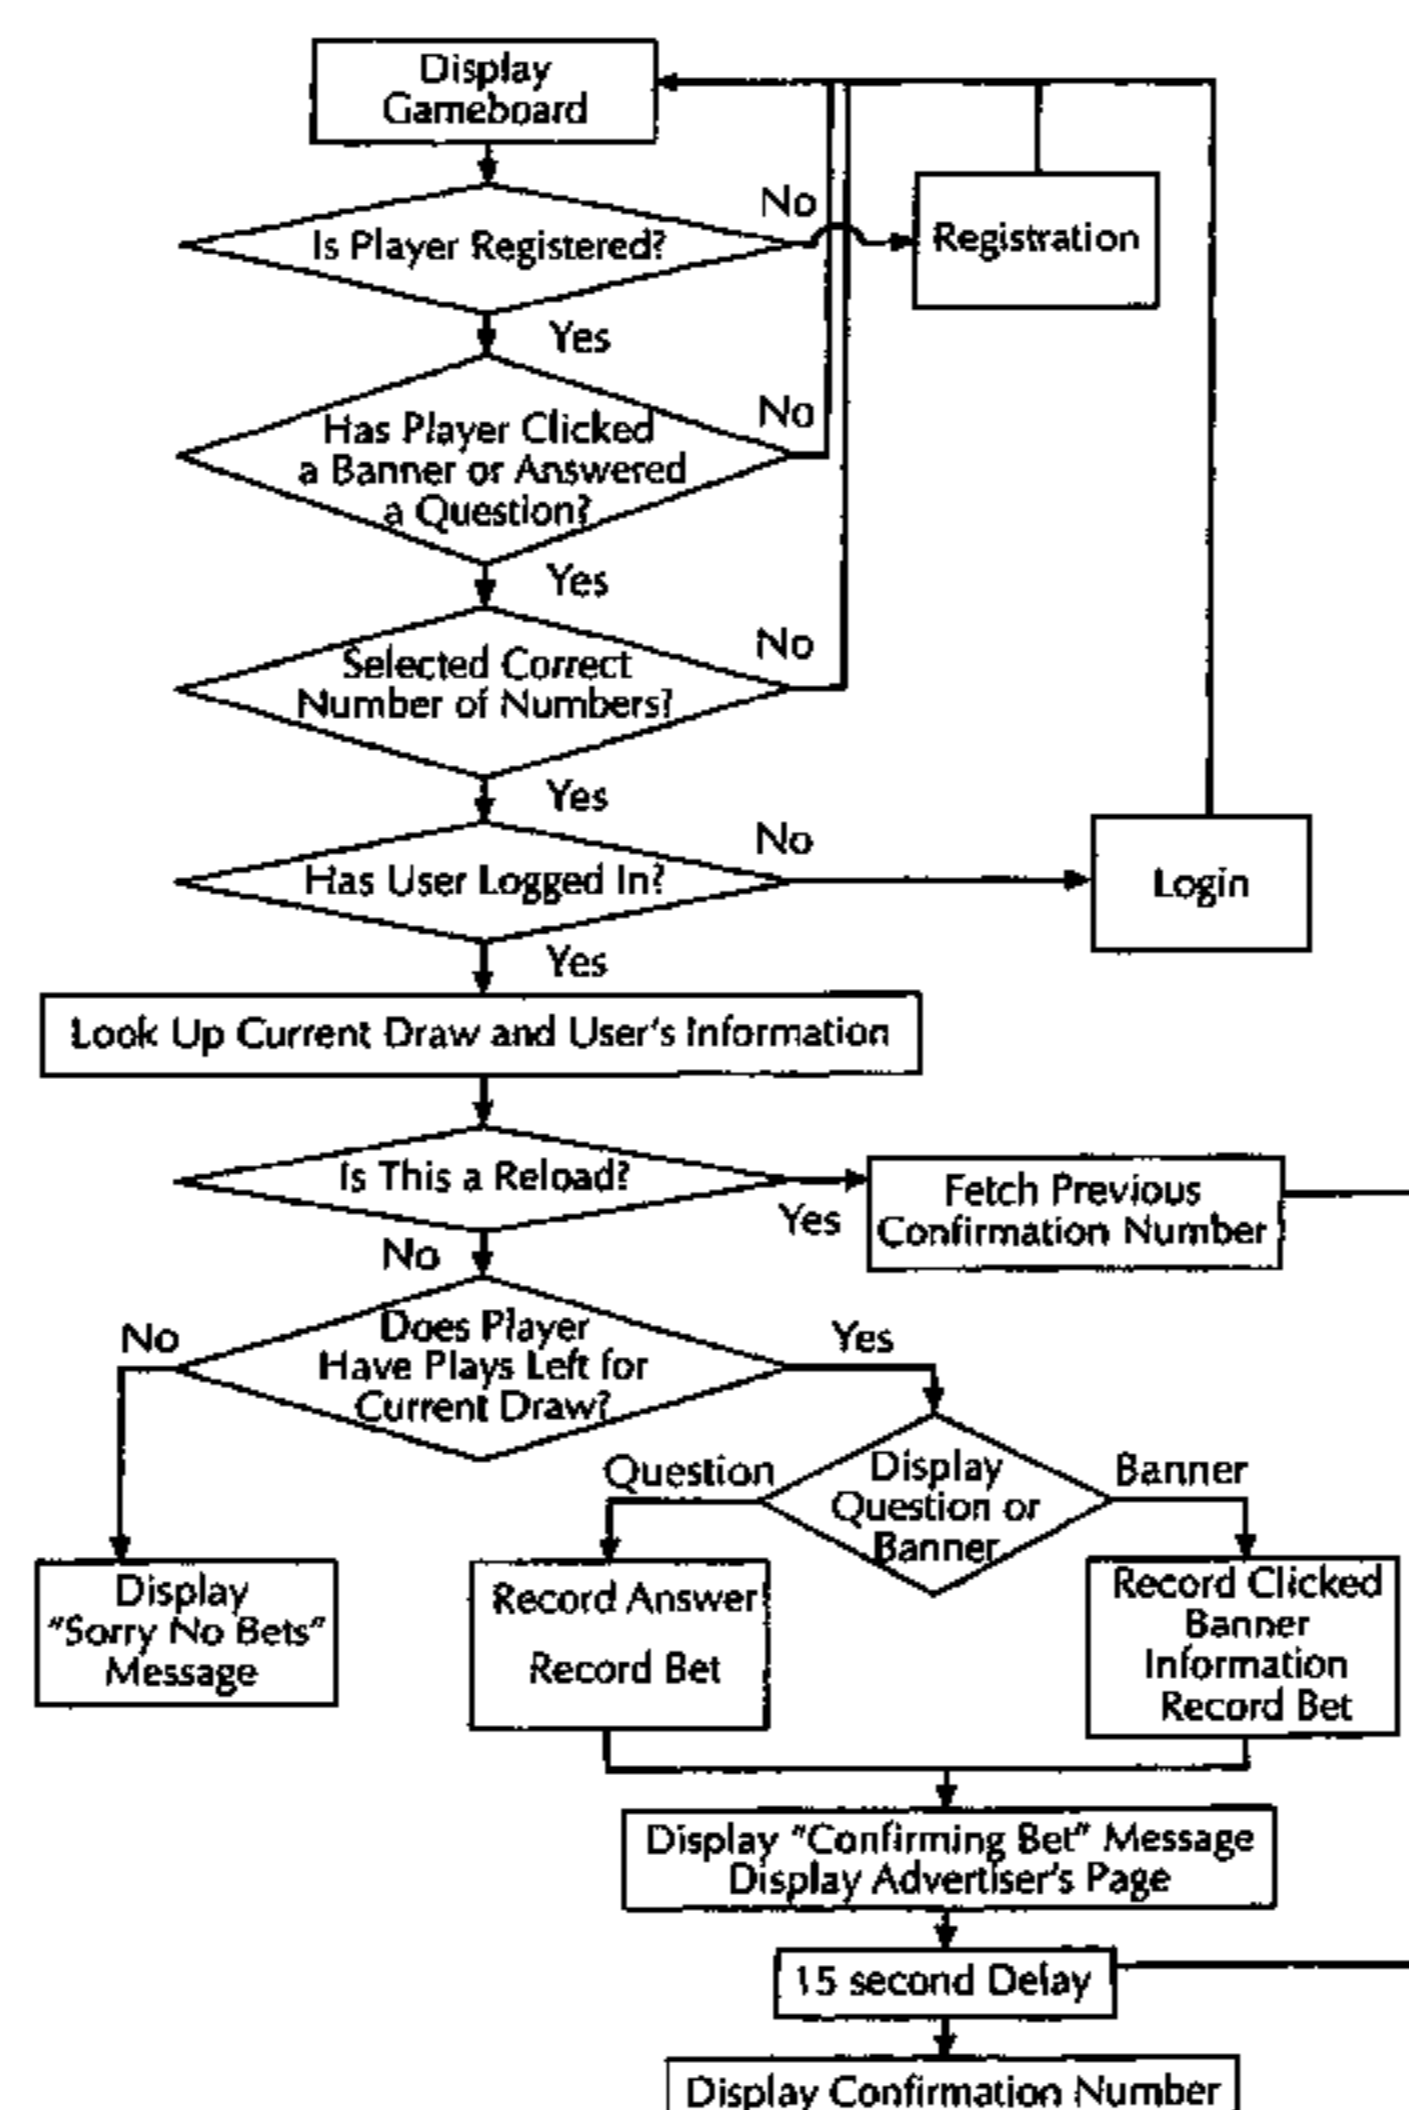 Display
Gameboard
No
Is Player Registered?
Registration
Yes
No
Has Player Clicked
a Banner or Answered
a Question?
Yes
No
Selected Correct
Number of Numbers?
Yes
No
Has User Logged In?
Login
Yes
Look Up Current Draw and User's Information
Is This a Reload?
Yes
Fetch Previous
Confirmation Number
No
No
Does Player
Have Plays Left for
Current Draw?
Yes
Question
Display
Question or
Banner
Banner
Display
"Sorry No Bets"
Message
Record Answer
Record Bet
Record Clicked
Banner
Information
Record Bet
Display "Confirming Bet" Message
Display Advertiser's Page
15 second Delay
Display Confirmation Number